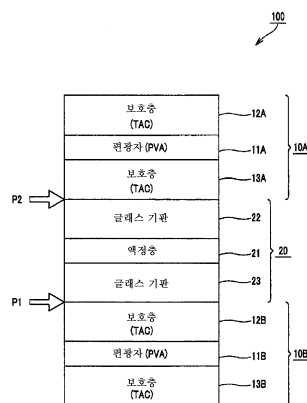 100
보호층
(TAC)
12A
편광자 (PVA)
11A
10A
보호층
(TAC)
13A
P2
글래스 기판
22
액정층
21
20
글래스 기판
23
P1
보호층
(TAC)
12B
편광자 (PVA)
11B
10B
보호층
(TAC)
13B